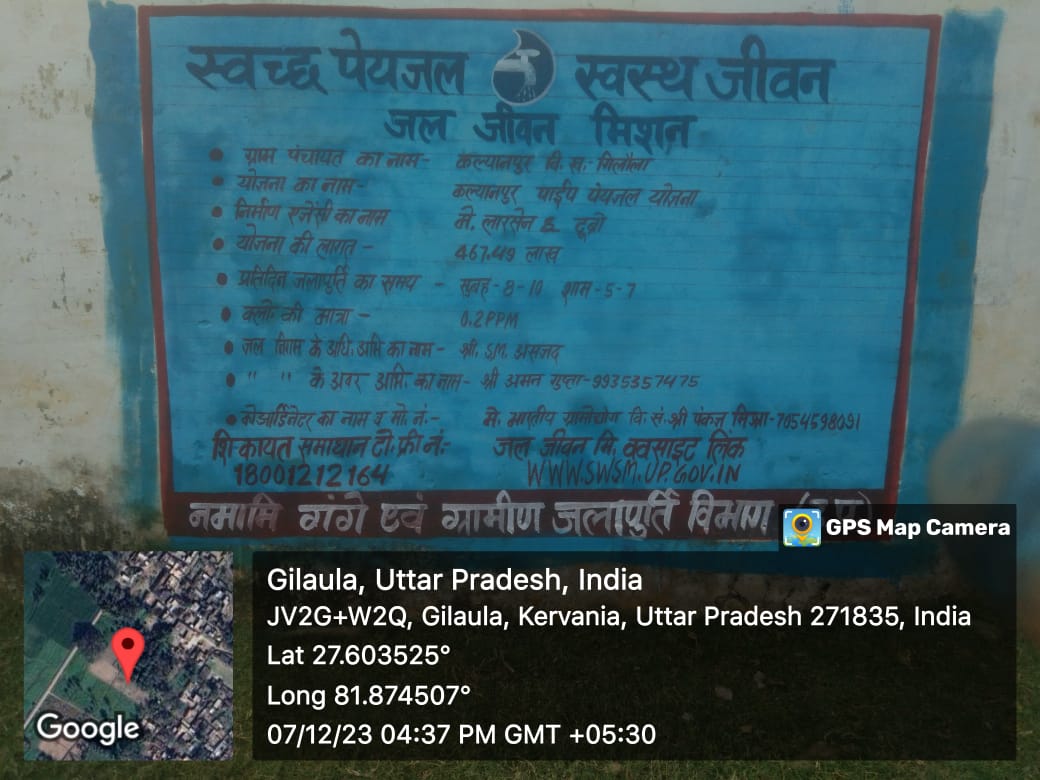 स्वच्छ पेयजल स्वस्थ जीवन
जल जीवन मिशन
• ग्राम पंचायत का नाम- कल्यानपुर वि.ख.- गिलौला
• योजना का नाम- कल्यानपुर पाईप पेयजल योजना
• निर्माण एजेंसी का नाम मे. लारसेन & टूब्रो
• योजना की लागत - 467.49 लाख
• प्रतिदिन जलापूर्ति का समय - सुबह-8-10 शाम-5-7
• क्लो. की मात्रा - 0.2PPM
• जल निगम के अधि. अभि का नाम- श्री. SM. असजद
• " " के अवर अभि. का नाम- श्री अमन गुप्ता-9935357475
• कोआर्डिनेटर का नाम व मो. नं.- मे. भारतीय ग्रामोद्योग वि. सं. श्री पंकज मिश्रा-7054598091
शिकायत समाधान टो. फ्री नं.:- जल जीवन मि. वेवसाइट लिंक
18001212164 WWW.SWSM.UP.GOV.IN
नमामि गंगे एवं ग्रामीण जलापूर्ति विभाग
GPS Map Camera
Gilaula, Uttar Pradesh, India
JV2G+W2Q, Gilaula, Kervania, Uttar Pradesh 271835, India
Lat 27.603525°
Long 81.874507°
07/12/23 04:37 PM GMT +05:30
Google